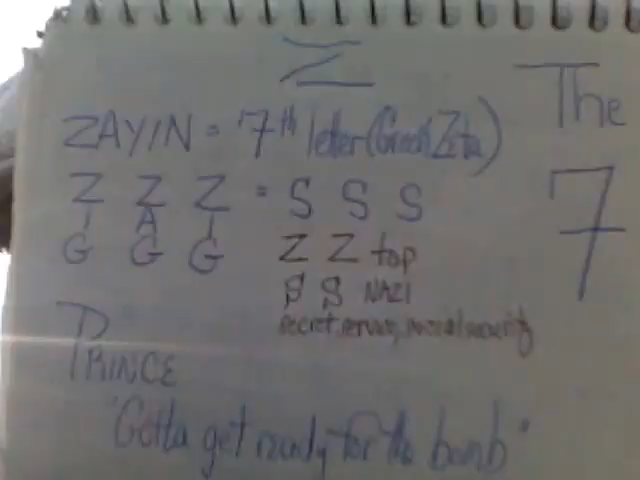 Z
The
7
ZAYIN = 7th letter (Greek Zeta)
Z Z Z = S S S
I A I
G G G
Z Z top
S S NAZI
secret service, social security
PRINCE
"Gotta get ready for the bomb"